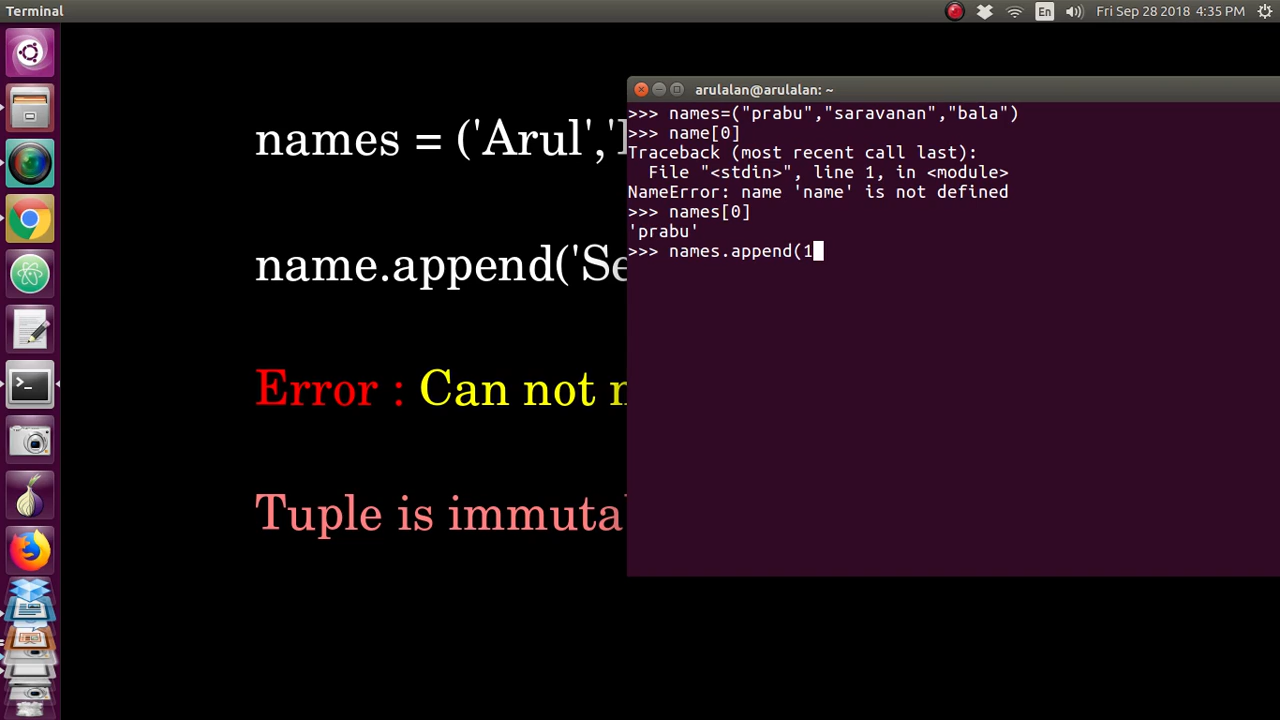 Terminal
En
Fri Sep 28 2018 4:35 PM
names = ('Arul','
name.append('Se
Error : Can not
Tuple is immuta
arulalan@arulalan: ~
>>> names=("prabu","saravanan","bala")
>>> name[0]
Traceback (most recent call last):
File "<stdin>", line 1, in <module>
NameError: name 'name' is not defined
>>> names[0]
'prabu'
>>> names.append(1